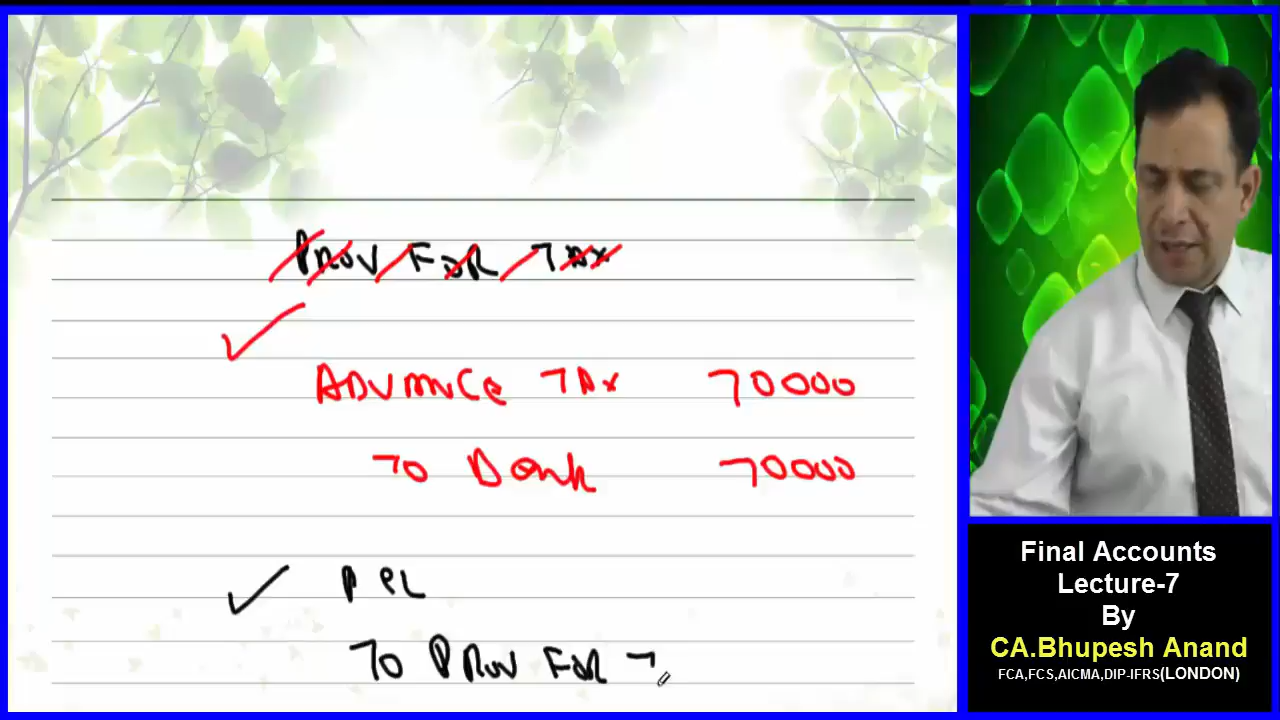 PROV FOR TAX
ADVANCE TAX 70000
TO Bank 70000
P & L
TO PROV FOR T
Final Accounts
Lecture-7
By
CA.Bhupesh Anand
FCA,FCS,AICMA,DIP-IFRS(LONDON)